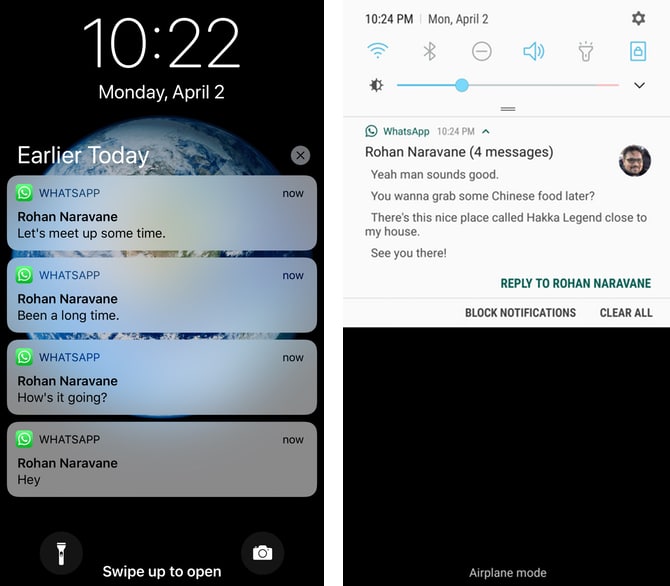 10:22
Monday, April 2
Earlier Today
WHATSAPP now
Rohan Naravane
Let's meet up some time.
WHATSAPP now
Rohan Naravane
Been a long time.
WHATSAPP now
Rohan Naravane
How's it going?
WHATSAPP now
Rohan Naravane
Hey
Swipe up to open
10:24 PM | Mon, April 2
WhatsApp 10:24 PM
Rohan Naravane (4 messages)
Yeah man sounds good.
You wanna grab some Chinese food later?
There's this nice place called Hakka Legend close to
my house.
See you there!
REPLY TO ROHAN NARAVANE
BLOCK NOTIFICATIONS CLEAR ALL
Airplane mode